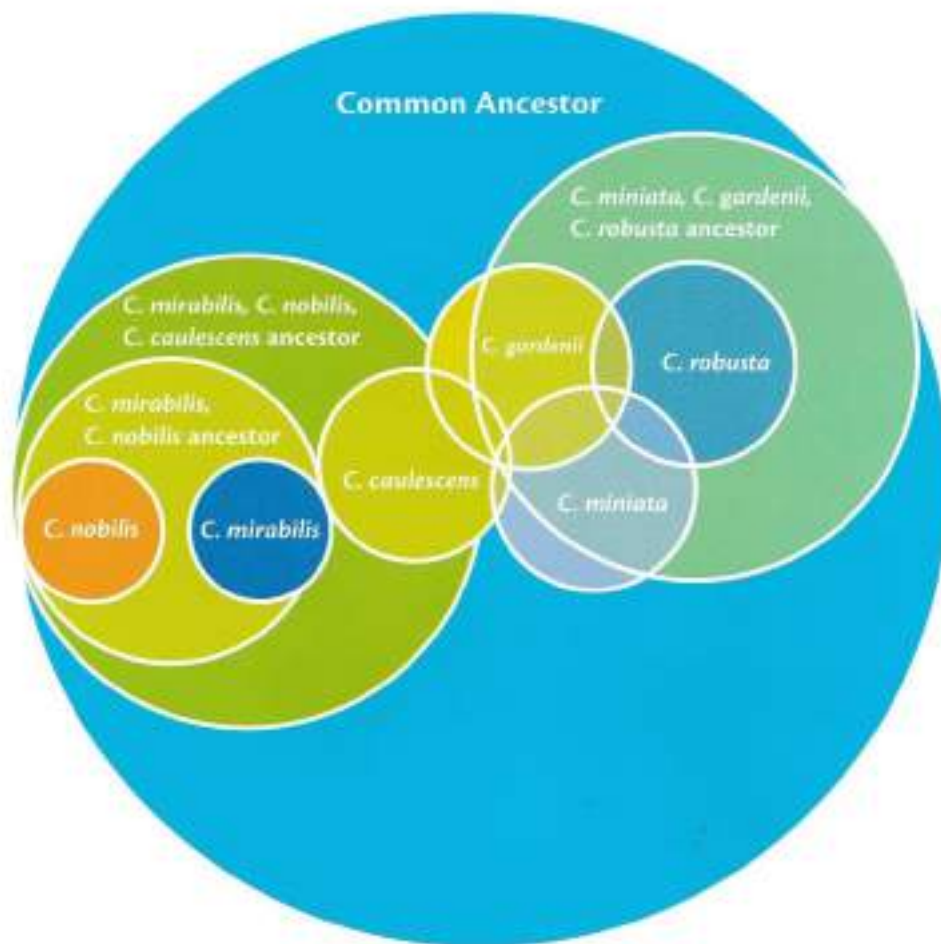 Common Ancestor
C. miniata, C. gardenii,
C. robusta ancestor
C. mirabilis, C. nobilis,
C. caulescens ancestor
C. gardenii
C. robusta
C. mirabilis,
C. nobilis ancestor
C. caulescens
C. miniata
C. nobilis
C. mirabilis